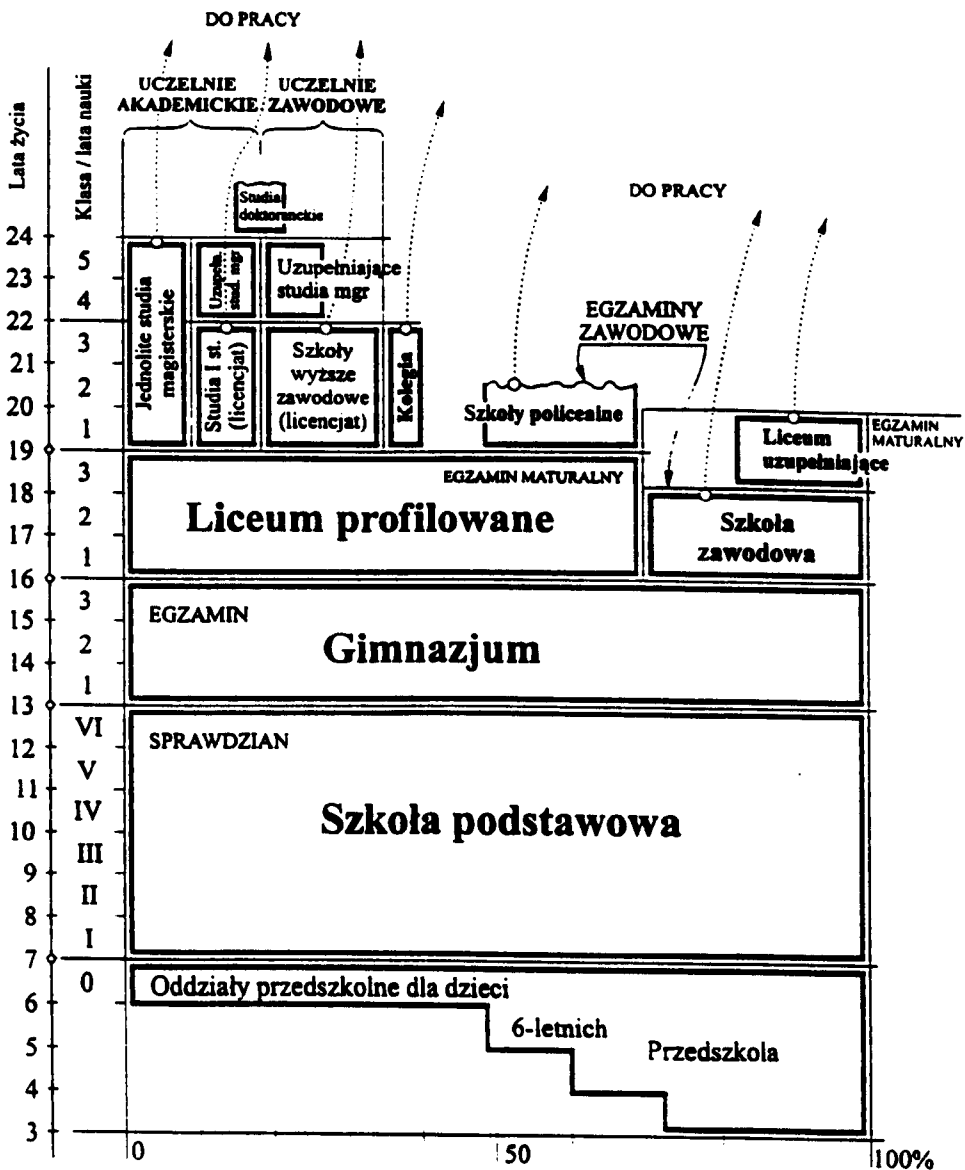 DO PRACY
UCZELNIE
AKADEMICKIE
UCZELNIE
ZAWODOWE
Lata życia
Klasa / lata nauki
Studia
doktoranckie
DO PRACY
24
23
22
21
20
19
18
17
16
15
14
13
12
11
10
9
8
7
6
5
4
3
5
4
3
2
1
3
2
1
3
2
1
VI
V
IV
III
II
I
0
Jednolite studia
magisterskie
Uzupełn.
stud. mgr
Uzupełniające
studia mgr
Studia I st.
(licencjat)
Szkoły
wyższe
zawodowe
(licencjat)
Kolegia
EGZAMINY
ZAWODOWE
Szkoły policealne
Liceum
uzupełniające
EGZAMIN
MATURALNY
EGZAMIN MATURALNY
Liceum profilowane
Szkoła
zawodowa
EGZAMIN
Gimnazjum
SPRAWDZIAN
Szkoła podstawowa
Oddziały przedszkolne dla dzieci
6-letnich
Przedszkola
0
50
100%